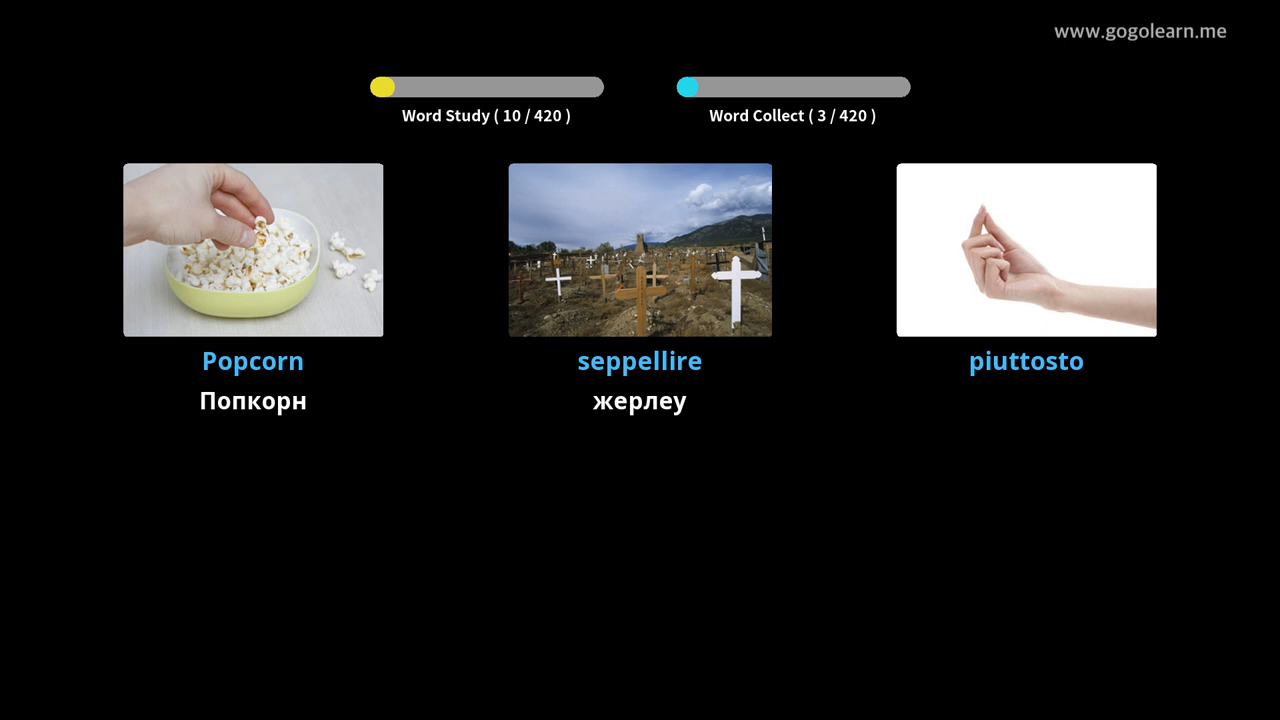 www.gogolearn.me
Word Study ( 10 / 420 )
Word Collect ( 3 / 420 )
Popcorn
seppellire
piuttosto
Попкорн
жерлеу